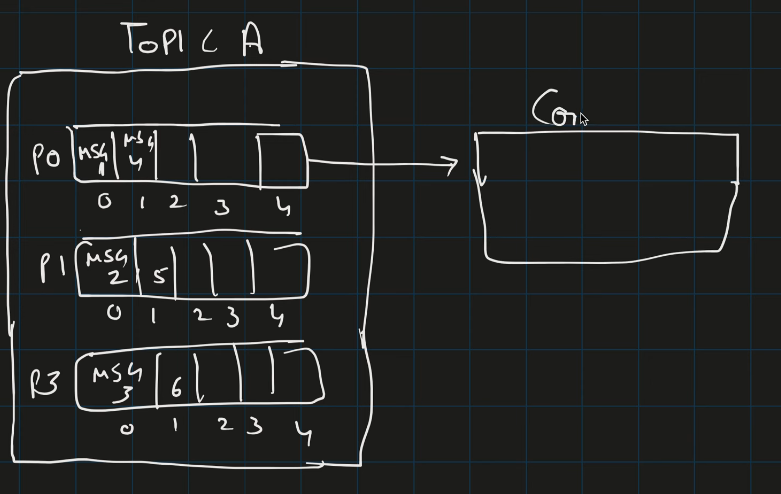 TOPIC A
Con
P0 MSG 1 MSG 4
0 1 2 3 4
P1 MSG 2 5
0 1 2 3 4
P3 MSG 3 6
0 1 2 3 4